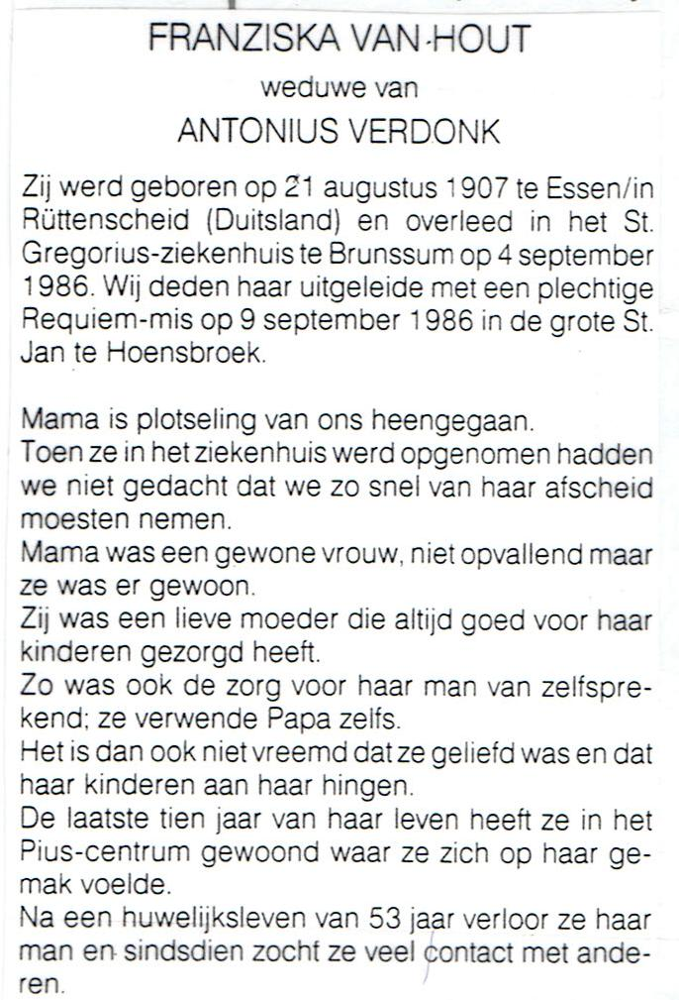 FRANZISKA VAN HOUT
weduwe van
ANTONIUS VERDONK
Zij werd geboren op 21 augustus 1907 te Essen/in
Rüttenscheid (Duitsland) en overleed in het St.
Gregorius-ziekenhuis te Brunssum op 4 september
1986. Wij deden haar uitgeleide met een plechtige
Requiem-mis op 9 september 1986 in de grote St.
Jan te Hoensbroek.
Mama is plotseling van ons heengegaan.
Toen ze in het ziekenhuis werd opgenomen hadden
we niet gedacht dat we zo snel van haar afscheid
moesten nemen.
Mama was een gewone vrouw, niet opvallend maar
ze was er gewoon.
Zij was een lieve moeder die altijd goed voor haar
kinderen gezorgd heeft.
Zo was ook de zorg voor haar man van zelfspre-
kend; ze verwende Papa zelfs.
Het is dan ook niet vreemd dat ze geliefd was en dat
haar kinderen aan haar hingen.
De laatste tien jaar van haar leven heeft ze in het
Pius-centrum gewoond waar ze zich op haar ge-
mak voelde.
Na een huwelijksleven van 53 jaar verloor ze haar
man en sindsdien zocht ze veel contact met ande-
ren.